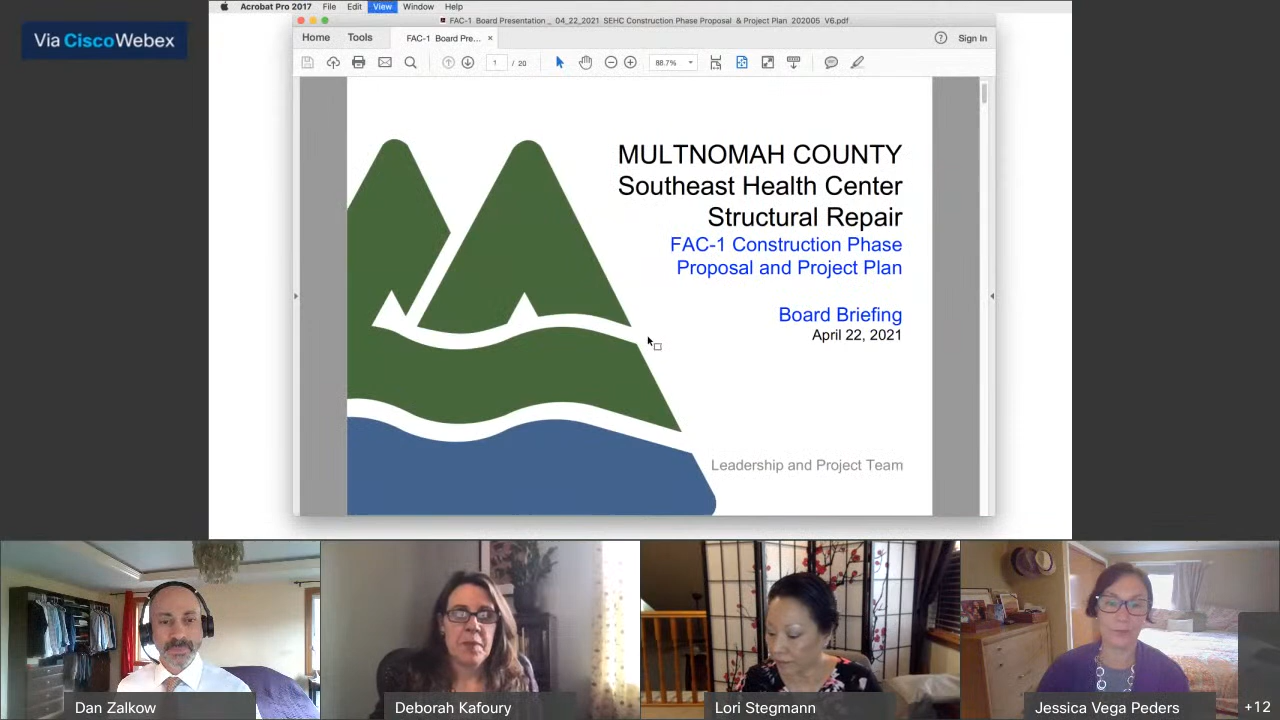 Via Cisco Webex
Acrobat Pro 2017 File Edit View Window Help
FAC-1 Board Presentation _ 04_22_2021 SEHC Construction Phase Proposal & Project Plan 202005 V6.pdf
Home Tools FAC-1 Board Pre... × ? Sign In
1 / 20 88.7%
MULTNOMAH COUNTY
Southeast Health Center
Structural Repair
FAC-1 Construction Phase
Proposal and Project Plan
Board Briefing
April 22, 2021
Leadership and Project Team
Dan Zalkow Deborah Kafoury Lori Stegmann Jessica Vega Peders +12